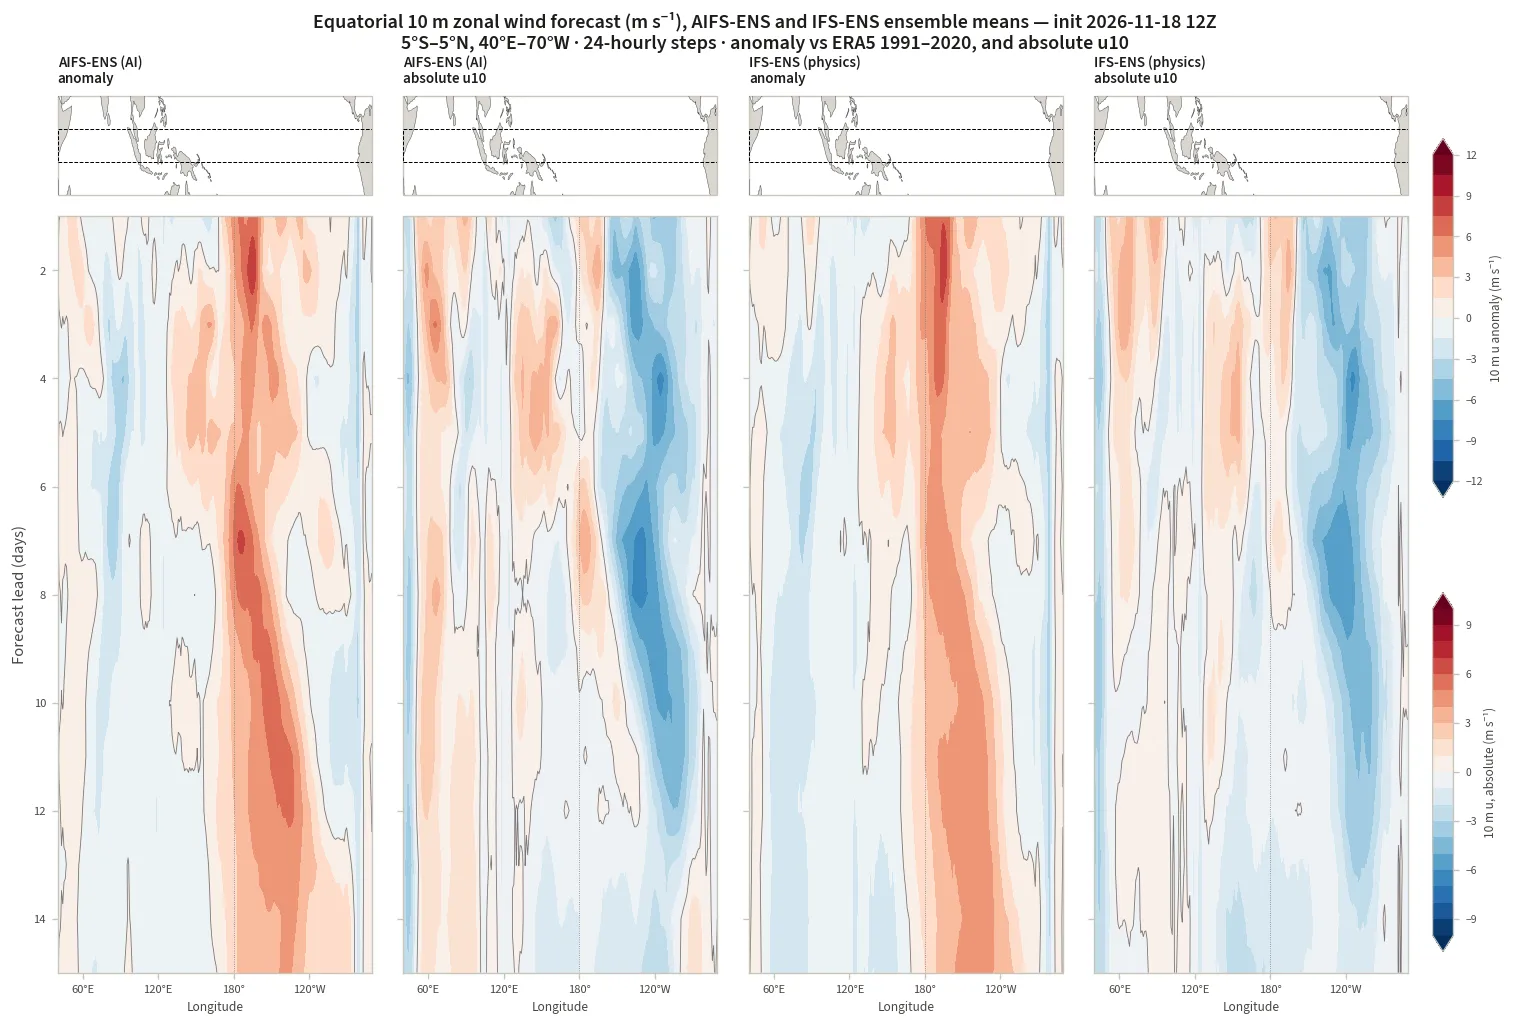 Equatorial 10 m zonal wind forecast (m s⁻¹), AIFS-ENS and IFS-ENS ensemble means — init 2026-11-18 12Z
5°S–5°N, 40°E–70°W · 24-hourly steps · anomaly vs ERA5 1991–2020, and absolute u10
AIFS-ENS (AI)
anomaly
AIFS-ENS (AI)
absolute u10
IFS-ENS (physics)
anomaly
IFS-ENS (physics)
absolute u10
Forecast lead (days)
2
4
6
8
10
12
14
60°E
120°E
180°
120°W
Longitude
60°E
120°E
180°
120°W
Longitude
60°E
120°E
180°
120°W
Longitude
60°E
120°E
180°
120°W
Longitude
12
9
6
3
0
−3
−6
−9
−12
10 m u anomaly (m s⁻¹)
9
6
3
0
−3
−6
−9
10 m u, absolute (m s⁻¹)